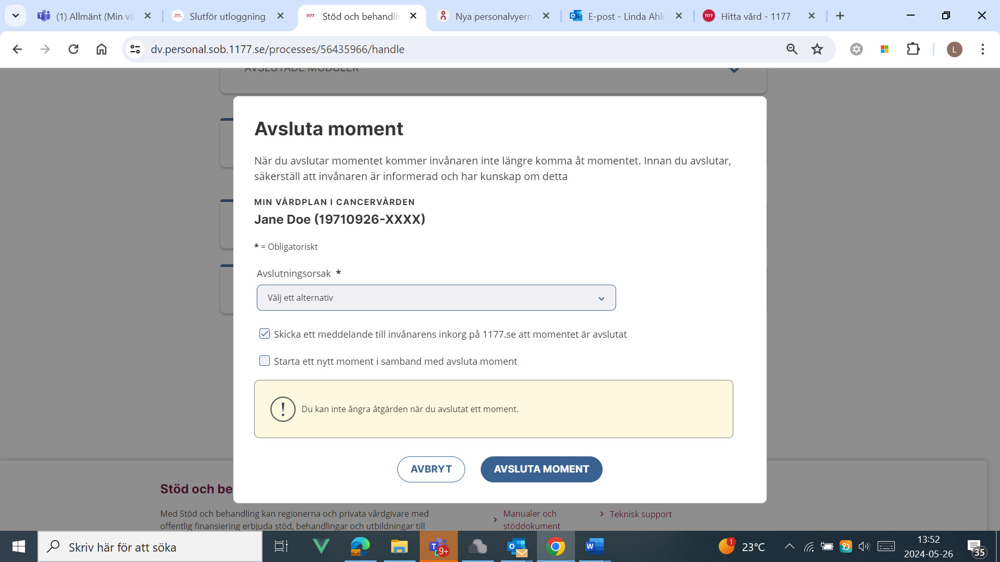 (1) Allmänt (Min vå
Slutför utloggning
1177
Stöd och behandlin
Nya personalvyern
E-post - Linda Ahlq
1177
Hitta vård - 1177
dv.personal.sob.1177.se/processes/56435966/handle
L
AVSLUTADE MODULER
Avsluta moment
När du avslutar momentet kommer invånaren inte längre komma åt momentet. Innan du avslutar,
säkerställ att invånaren är informerad och har kunskap om detta
MIN VÅRDPLAN I CANCERVÅRDEN
Jane Doe (19710926-XXXX)
* = Obligatoriskt
Avslutningsorsak *
Välj ett alternativ
Skicka ett meddelande till invånarens inkorg på 1177.se att momentet är avslutat
Starta ett nytt moment i samband med avsluta moment
! Du kan inte ångra åtgärden när du avslutat ett moment.
AVBRYT
AVSLUTA MOMENT
Stöd och be
Med Stöd och behandling kan regionerna och privata vårdgivare med
offentlig finansiering erbjuda stöd, behandlingar och utbildningar till
Manualer och
stöddokument
Teknisk support
Skriv här för att söka
9+
1
23°C
13:52
2024-05-26
35